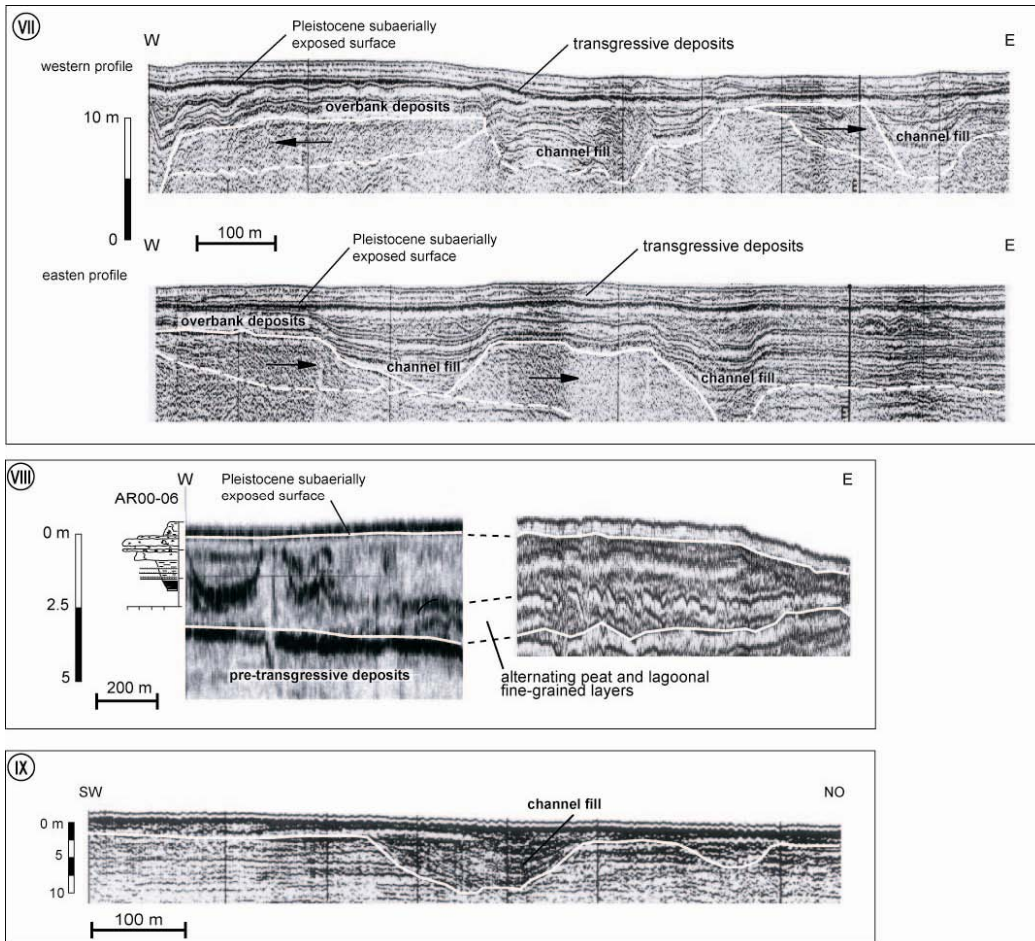 VII
W
Pleistocene subaerially
exposed surface
transgressive deposits
E
western profile
10 m
overbank deposits
channel fill
channel fill
0
100 m
W
Pleistocene subaerially
exposed surface
transgressive deposits
E
easten profile
overbank deposits
channel fill
channel fill
VIII
W
Pleistocene subaerially
exposed surface
E
AR00-06
0 m
2.5
5
200 m
pre-transgressive deposits
alternating peat and lagoonal
fine-grained layers
IX
SW
channel fill
NO
0 m
5
10
100 m